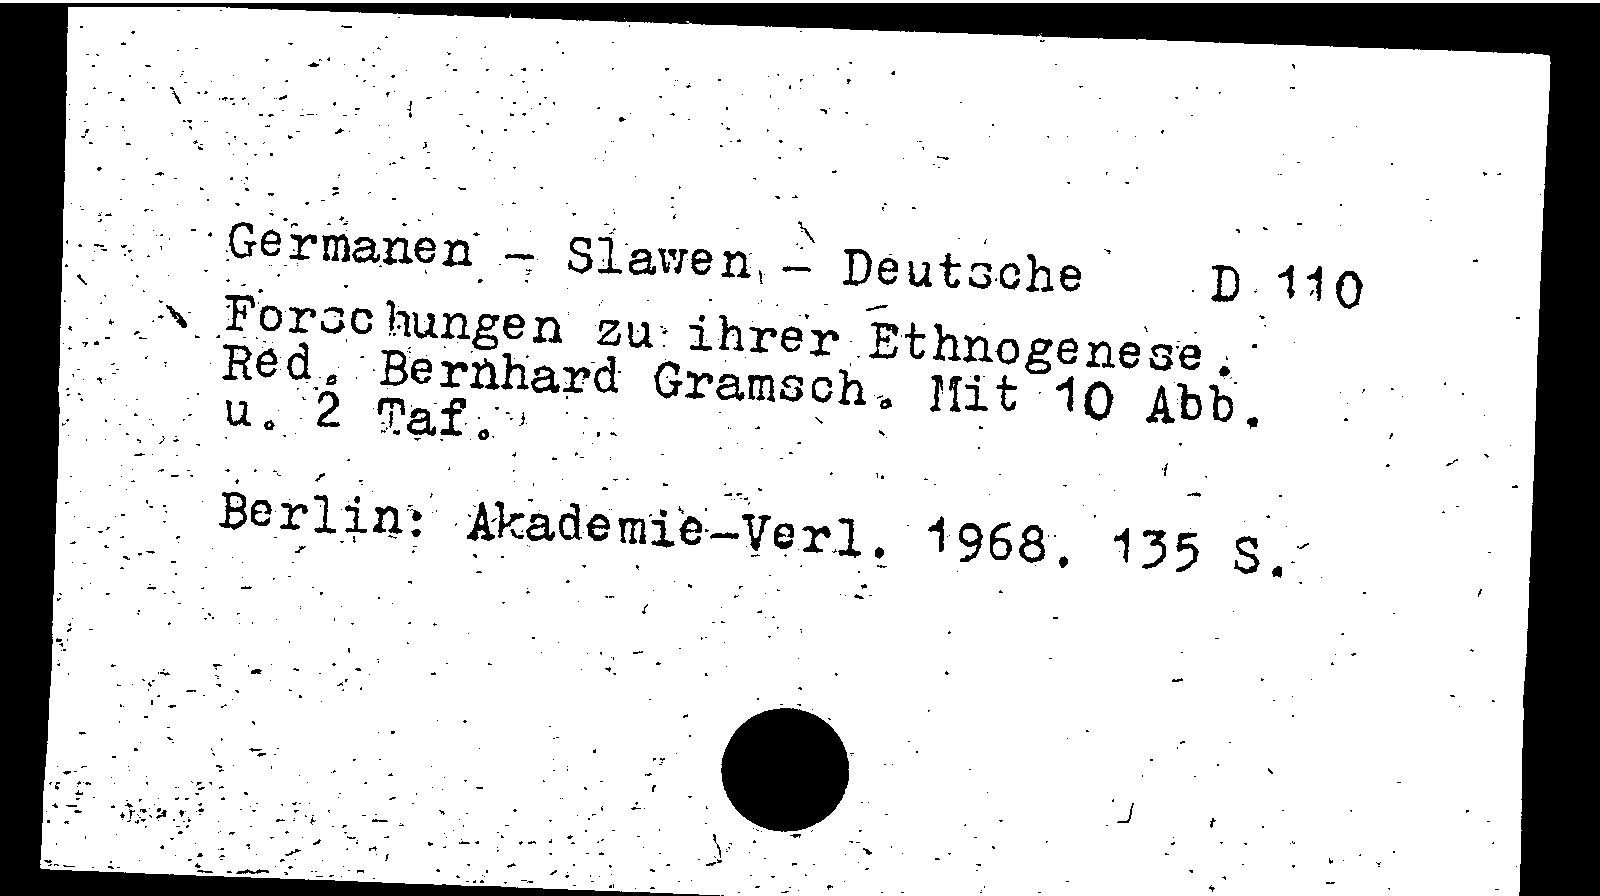 Germanen - Slawen - Deutsche D 110
Forschungen zu ihrer Ethnogenese.
Red. Bernhard Gramsch. Mit 10 Abb.
u. 2 Taf.
Berlin: Akademie-Verl. 1968. 135 S.